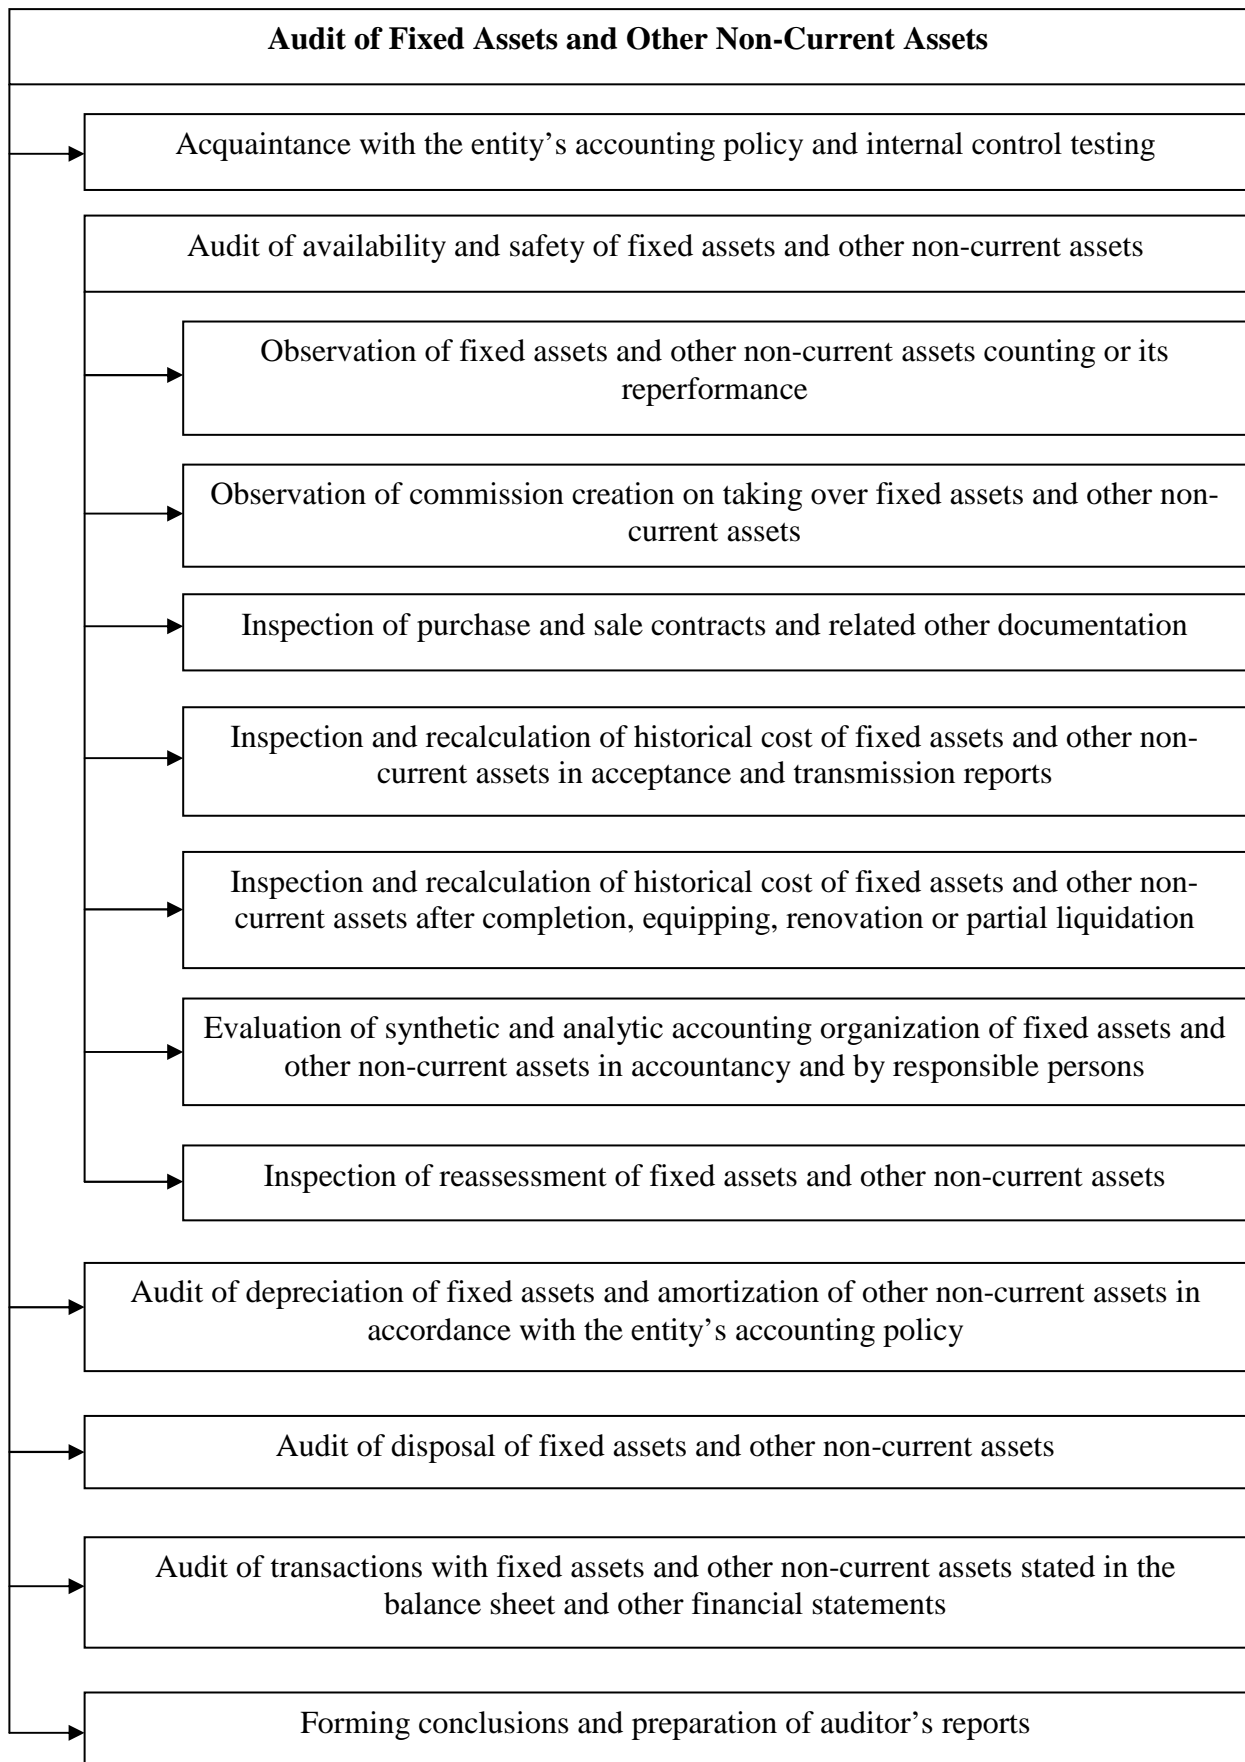 Audit of Fixed Assets and Other Non-Current Assets
Acquaintance with the entity’s accounting policy and internal control testing
Audit of availability and safety of fixed assets and other non-current assets
Observation of fixed assets and other non-current assets counting or its
reperformance
Observation of commission creation on taking over fixed assets and other non-
current assets
Inspection of purchase and sale contracts and related other documentation
Inspection and recalculation of historical cost of fixed assets and other non-
current assets in acceptance and transmission reports
Inspection and recalculation of historical cost of fixed assets and other non-
current assets after completion, equipping, renovation or partial liquidation
Evaluation of synthetic and analytic accounting organization of fixed assets and
other non-current assets in accountancy and by responsible persons
Inspection of reassessment of fixed assets and other non-current assets
Audit of depreciation of fixed assets and amortization of other non-current assets in
accordance with the entity’s accounting policy
Audit of disposal of fixed assets and other non-current assets
Audit of transactions with fixed assets and other non-current assets stated in the
balance sheet and other financial statements
Forming conclusions and preparation of auditor’s reports